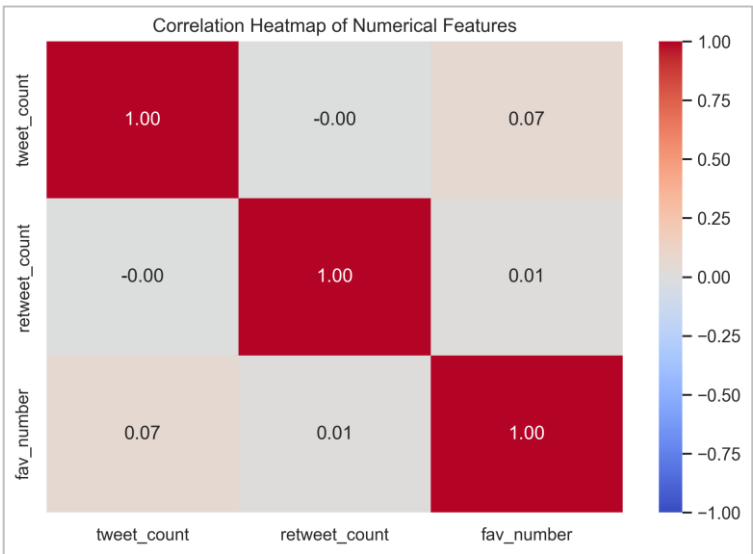 Correlation Heatmap of Numerical Features
tweet_count
1.00
-0.00
0.07
retweet_count
-0.00
1.00
0.01
fav_number
0.07
0.01
1.00
tweet_count
retweet_count
fav_number
1.00
0.75
0.50
0.25
0.00
−0.25
−0.50
−0.75
−1.00